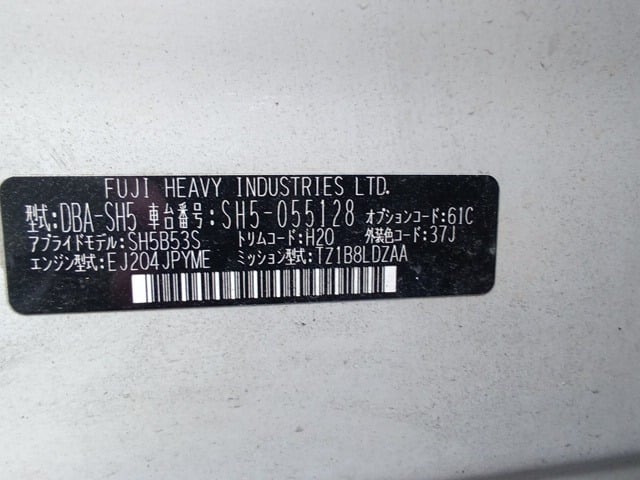 FUJI HEAVY INDUSTRIES LTD.
型式:DBA-SH5 車台番号:SH5-055128 オプションコード:6IC
アプライドモデル:SH5B53S トリムコード:H20 外装色コード:37J
エンジン型式:EJ204JPYME ミッション型式:TZ1B8LDZAA